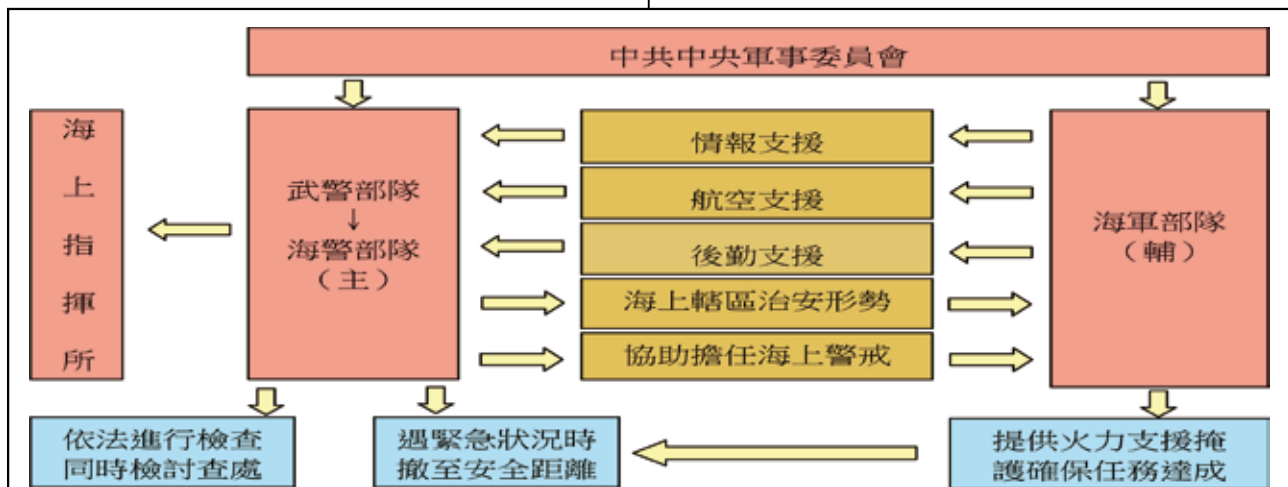 中共中央軍事委員會
海上指揮所
武警部隊
↓
海警部隊
（主）
情報支援
航空支援
後勤支援
海上轄區治安形勢
協助擔任海上警戒
海軍部隊
（輔）
依法進行檢查
同時檢討查處
遇緊急狀況時
撤至安全距離
提供火力支援掩
護確保任務達成